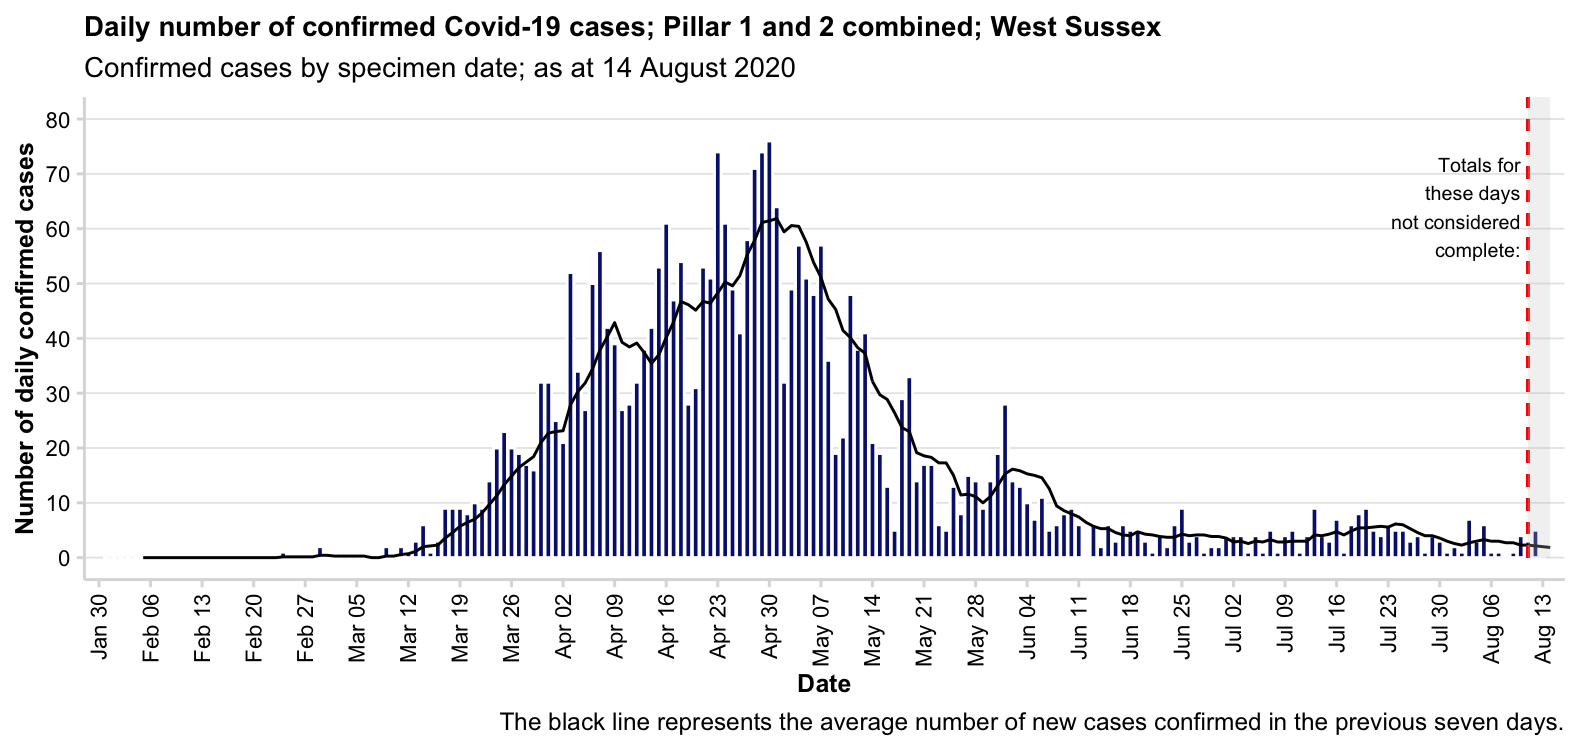 Daily number of confirmed Covid-19 cases; Pillar 1 and 2 combined; West Sussex
Confirmed cases by specimen date; as at 14 August 2020
Number of daily confirmed cases
80
70
60
50
40
30
20
10
0
Totals for
these days
not considered
complete:
Jan 30
Feb 06
Feb 13
Feb 20
Feb 27
Mar 05
Mar 12
Mar 19
Mar 26
Apr 02
Apr 09
Apr 16
Apr 23
Apr 30
May 07
May 14
May 21
May 28
Jun 04
Jun 11
Jun 18
Jun 25
Jul 02
Jul 09
Jul 16
Jul 23
Jul 30
Aug 06
Aug 13
Date
The black line represents the average number of new cases confirmed in the previous seven days.